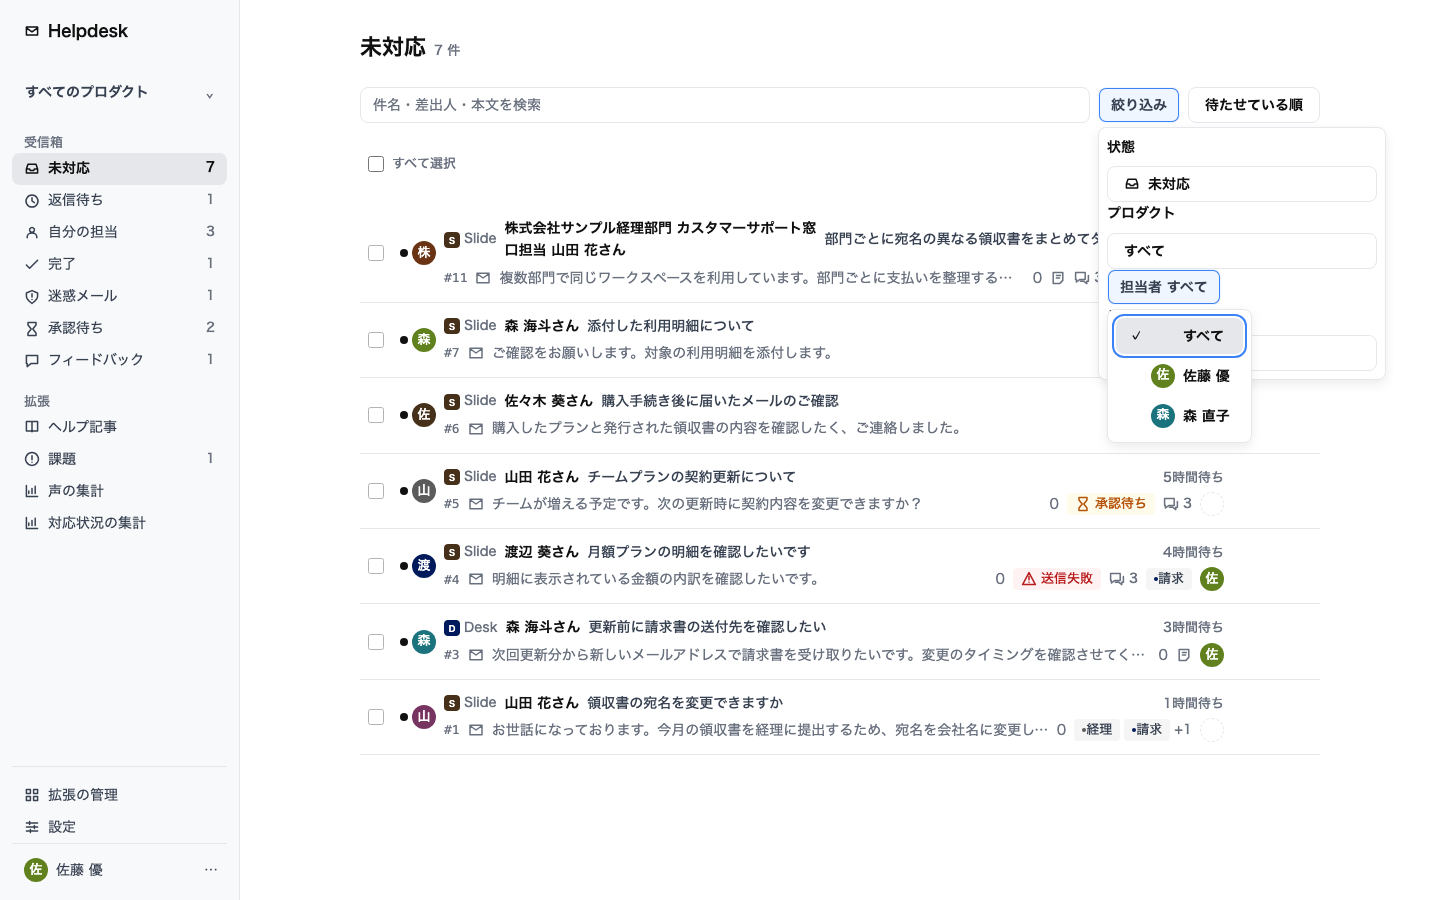 Helpdesk
すべてのプロダクト
受信箱
未対応 7
返信待ち 1
自分の担当 3
完了 1
迷惑メール 1
承認待ち 2
フィードバック 1
拡張
ヘルプ記事
課題 1
声の集計
対応状況の集計
拡張の管理
設定
佐 佐藤 優 …
未対応 7 件
件名・差出人・本文を検索 絞り込み 待たせている順
すべて選択
状態
未対応
プロダクト
すべて
担当者 すべて
✓ すべて
佐 佐藤 優
森 森 直子
株 S Slide 株式会社サンプル経理部門 カスタマーサポート窓
口担当 山田 花さん 部門ごとに宛名の異なる領収書をまとめて
#11 複数部門で同じワークスペースを利用しています。部門ごとに支払いを整理する… 0
森 S Slide 森 海斗さん 添付した利用明細について
#7 ご確認をお願いします。対象の利用明細を添付します。
佐 S Slide 佐々木 葵さん 購入手続き後に届いたメールのご確認
#6 購入したプランと発行された領収書の内容を確認したく、ご連絡しました。
山 S Slide 山田 花さん チームプランの契約更新について 5時間待ち
#5 チームが増える予定です。次の更新時に契約内容を変更できますか？ 0 承認待ち 3
渡 S Slide 渡辺 葵さん 月額プランの明細を確認したいです 4時間待ち
#4 明細に表示されている金額の内訳を確認したいです。 0 送信失敗 3 •請求 佐
森 D Desk 森 海斗さん 更新前に請求書の送付先を確認したい 3時間待ち
#3 次回更新分から新しいメールアドレスで請求書を受け取りたいです。変更のタイミングを確認させてく… 0 佐
山 S Slide 山田 花さん 領収書の宛名を変更できますか 1時間待ち
#1 お世話になっております。今月の領収書を経理に提出するため、宛名を会社名に変更し… 0 •経理 •請求 +1